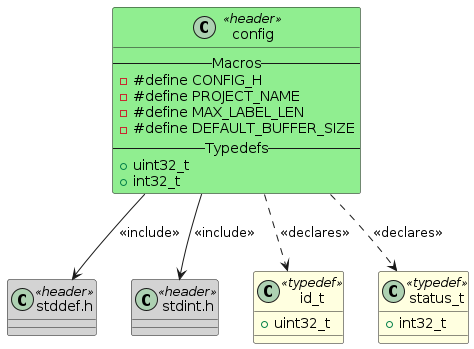 C «header»
config
Macros
#define CONFIG_H
#define PROJECT_NAME
#define MAX_LABEL_LEN
#define DEFAULT_BUFFER_SIZE
Typedefs
uint32_t
int32_t
«include»
«include»
«declares»
«declares»
C «header»
stddef.h
C «header»
stdint.h
C «typedef»
id_t
uint32_t
C «typedef»
status_t
int32_t